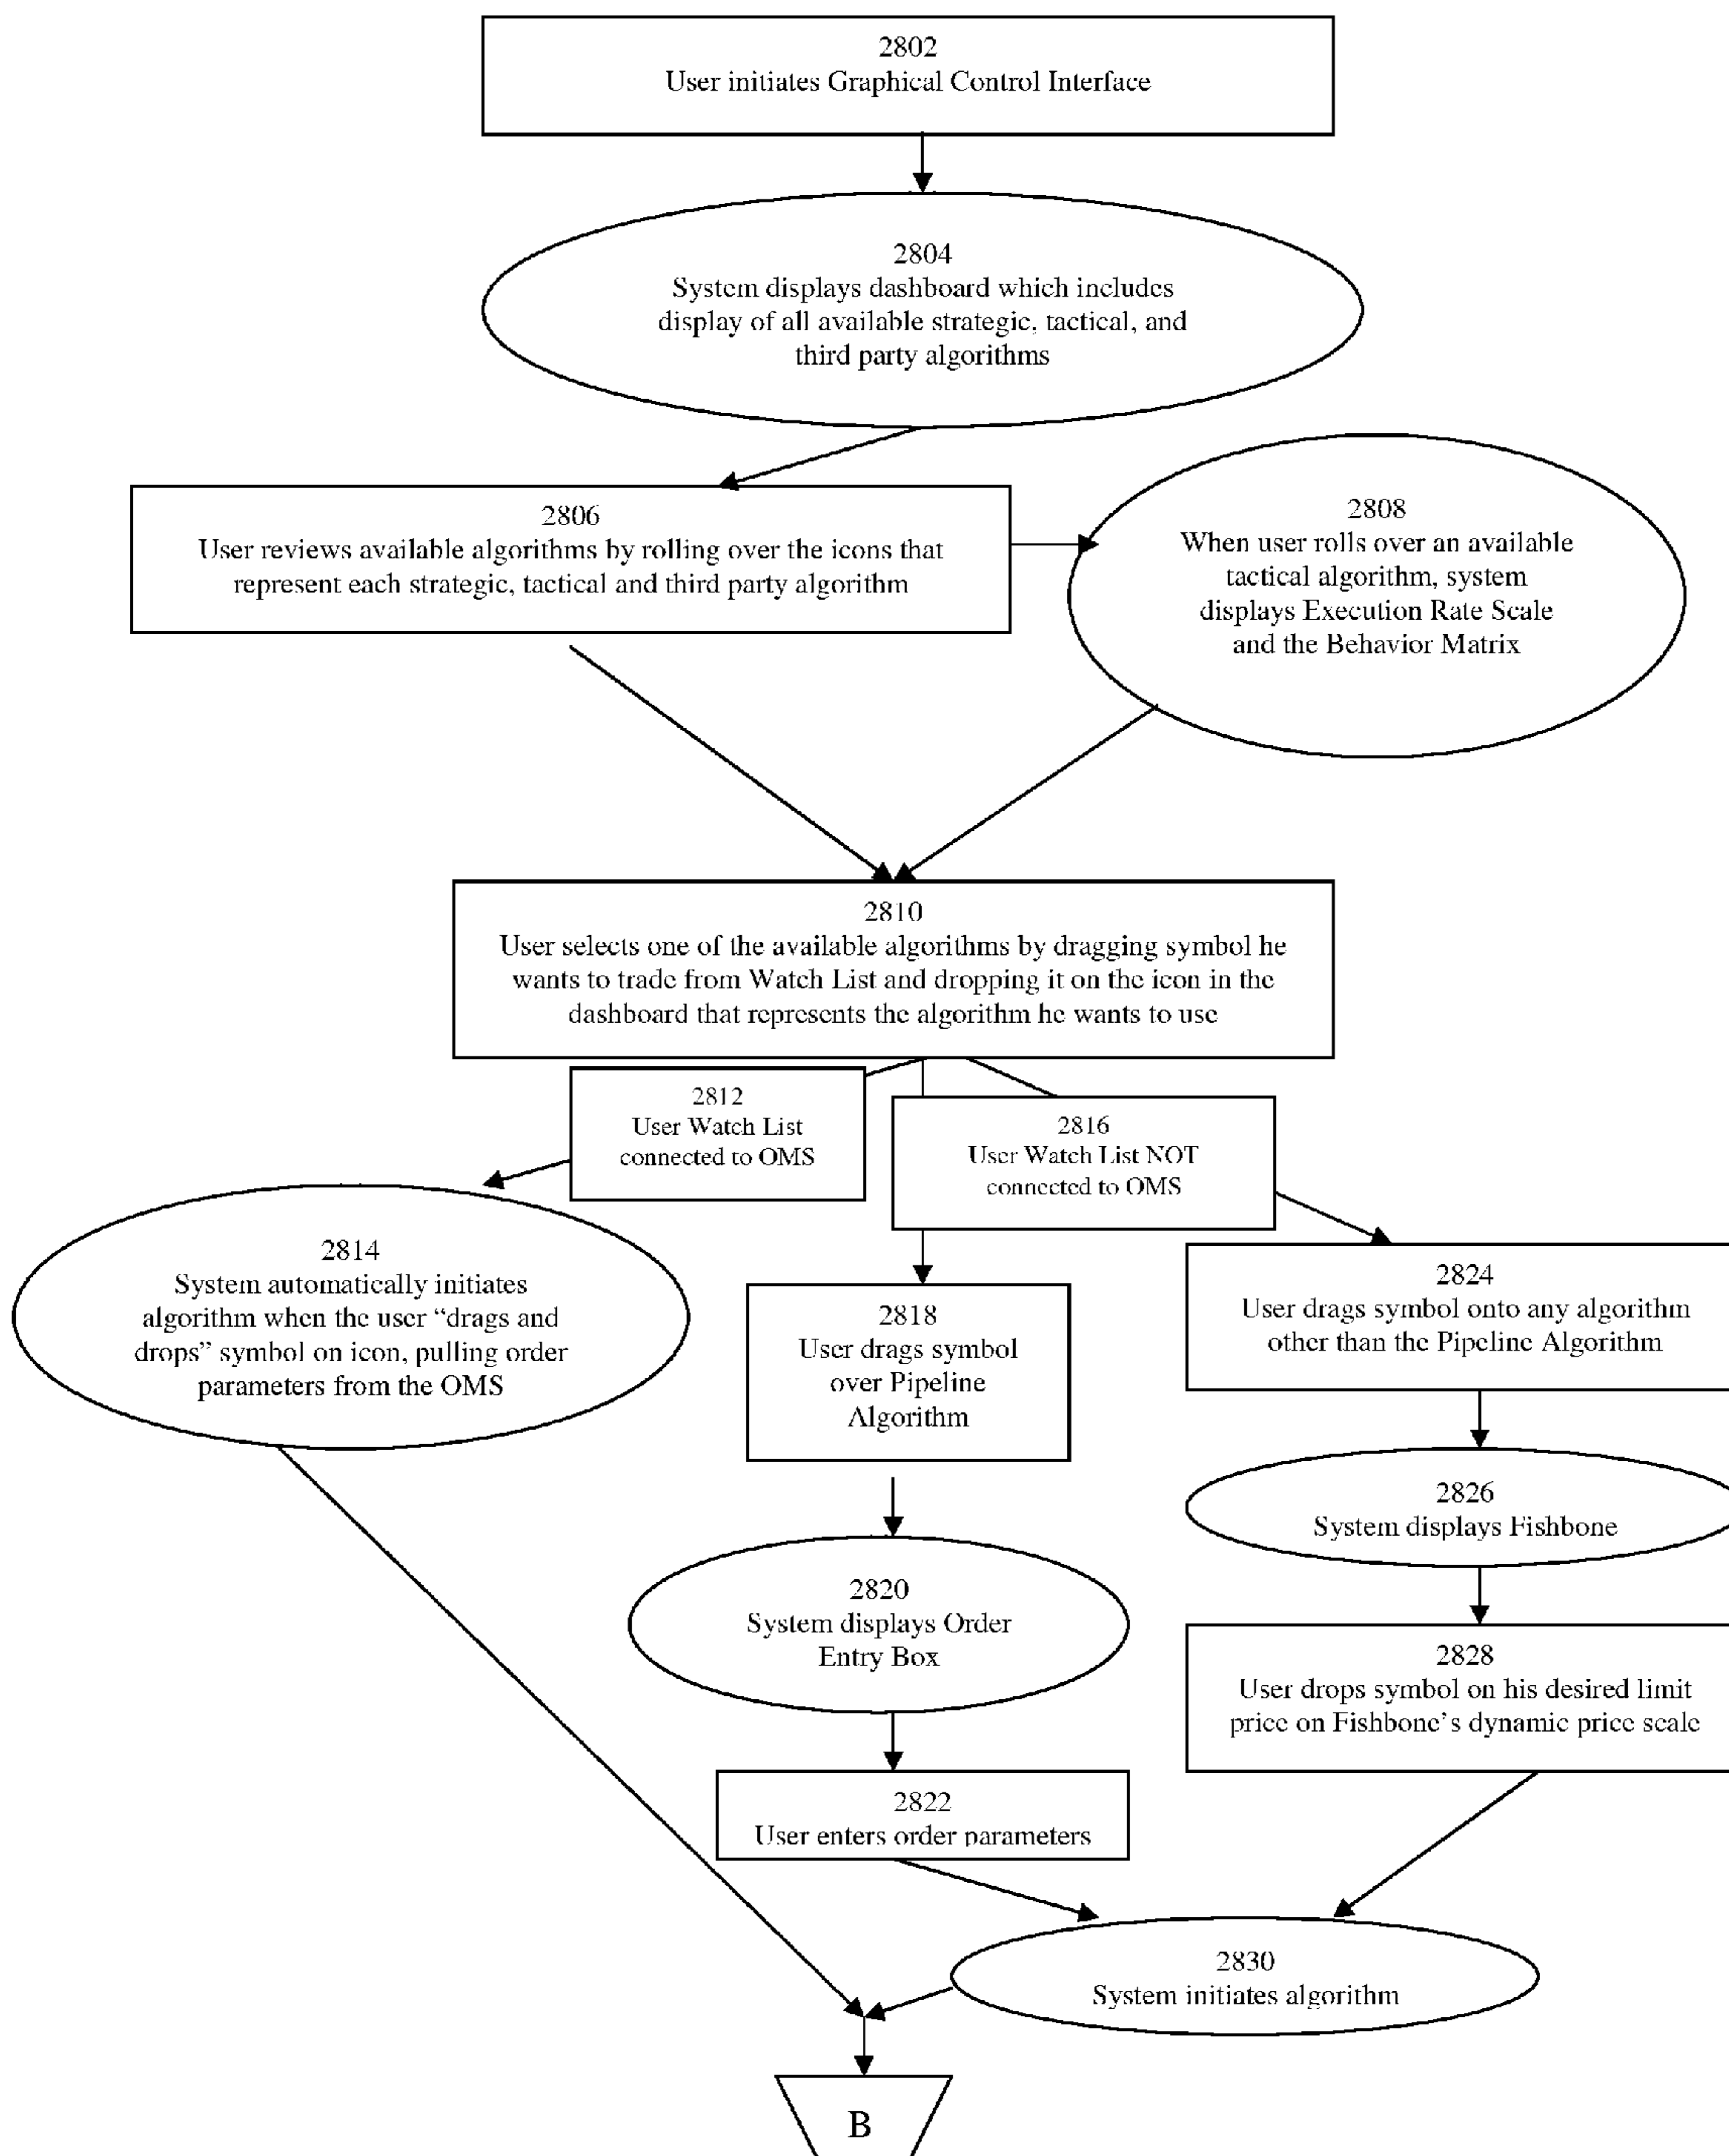 2802
User initiates Graphical Control Interface
2804
System displays dashboard which includes
display of all available strategic, tactical, and
third party algorithms
2806
User reviews available algorithms by rolling over the icons that
represent each strategic, tactical and third party algorithm
2808
When user rolls over an available
tactical algorithm, system
displays Execution Rate Scale
and the Behavior Matrix
2810
User selects one of the available algorithms by dragging symbol he
wants to trade from Watch List and dropping it on the icon in the
dashboard that represents the algorithm he wants to use
2812
User Watch List
connected to OMS
2816
User Watch List NOT
connected to OMS
2814
System automatically initiates
algorithm when the user “drags and
drops” symbol on icon, pulling order
parameters from the OMS
2818
User drags symbol
over Pipeline
Algorithm
2824
User drags symbol onto any algorithm
other than the Pipeline Algorithm
2826
System displays Fishbone
2820
System displays Order
Entry Box
2828
User drops symbol on his desired limit
price on Fishbone’s dynamic price scale
2822
User enters order parameters
2830
System initiates algorithm
B